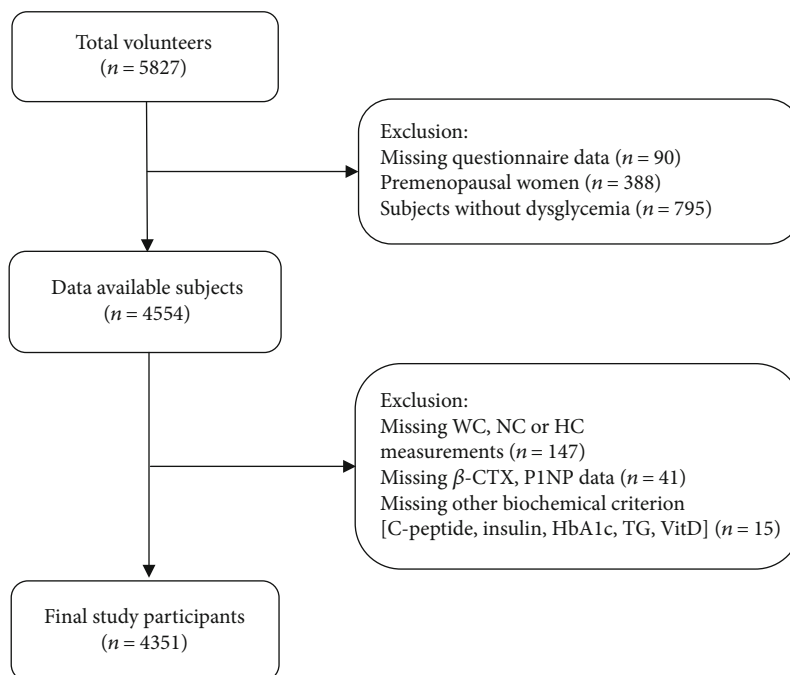 Total volunteers
(n = 5827)
Exclusion:
Missing questionnaire data (n = 90)
Premenopausal women (n = 388)
Subjects without dysglycemia (n = 795)
Data available subjects
(n = 4554)
Exclusion:
Missing WC, NC or HC
measurements (n = 147)
Missing β-CTX, P1NP data (n = 41)
Missing other biochemical criterion
[C-peptide, insulin, HbA1c, TG, VitD] (n = 15)
Final study participants
(n = 4351)